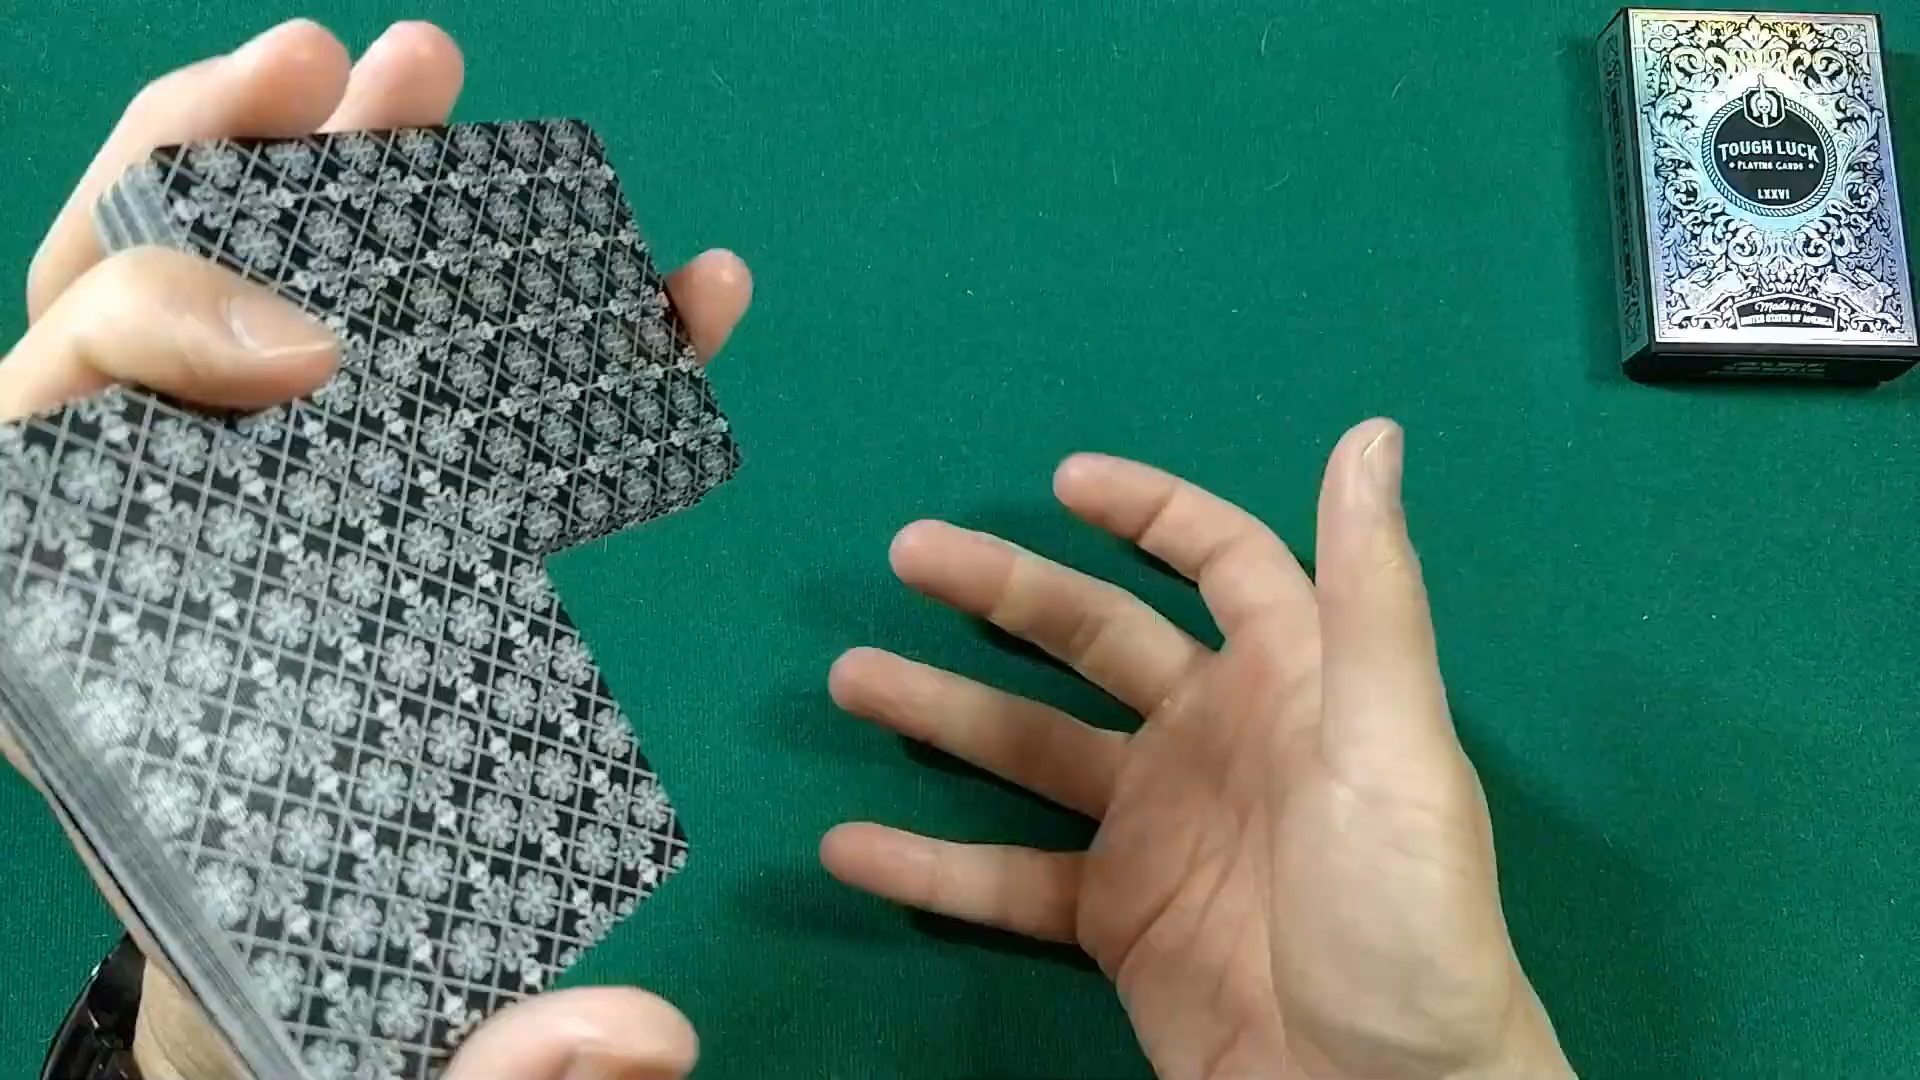 TOUGH LUCK
PLAYING CARDS
LXXVI
Made in the
UNITED STATES OF AMERICA